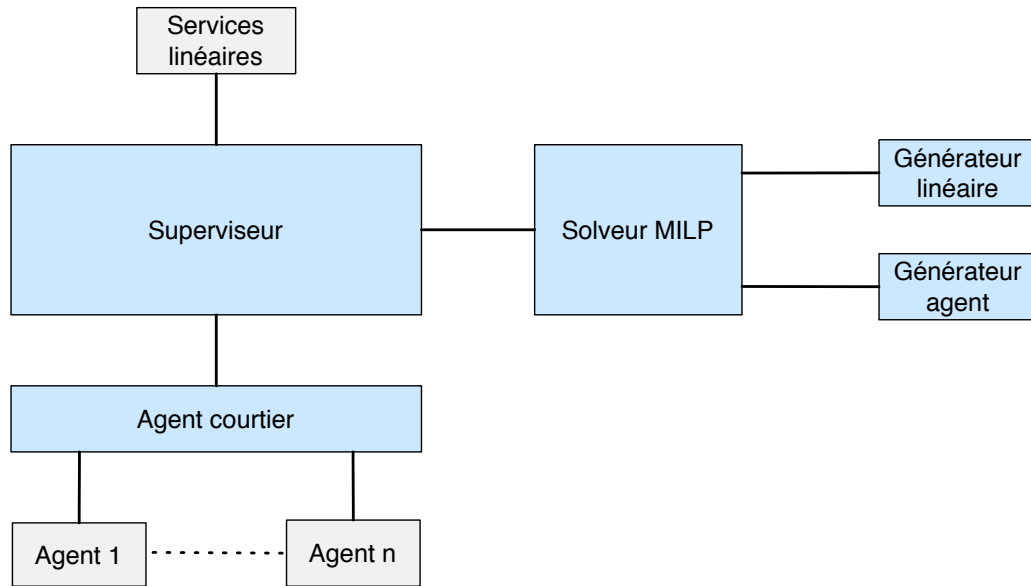 Services
linéaires
Superviseur
Solveur MILP
Générateur
linéaire
Générateur
agent
Agent courtier
Agent 1
Agent n